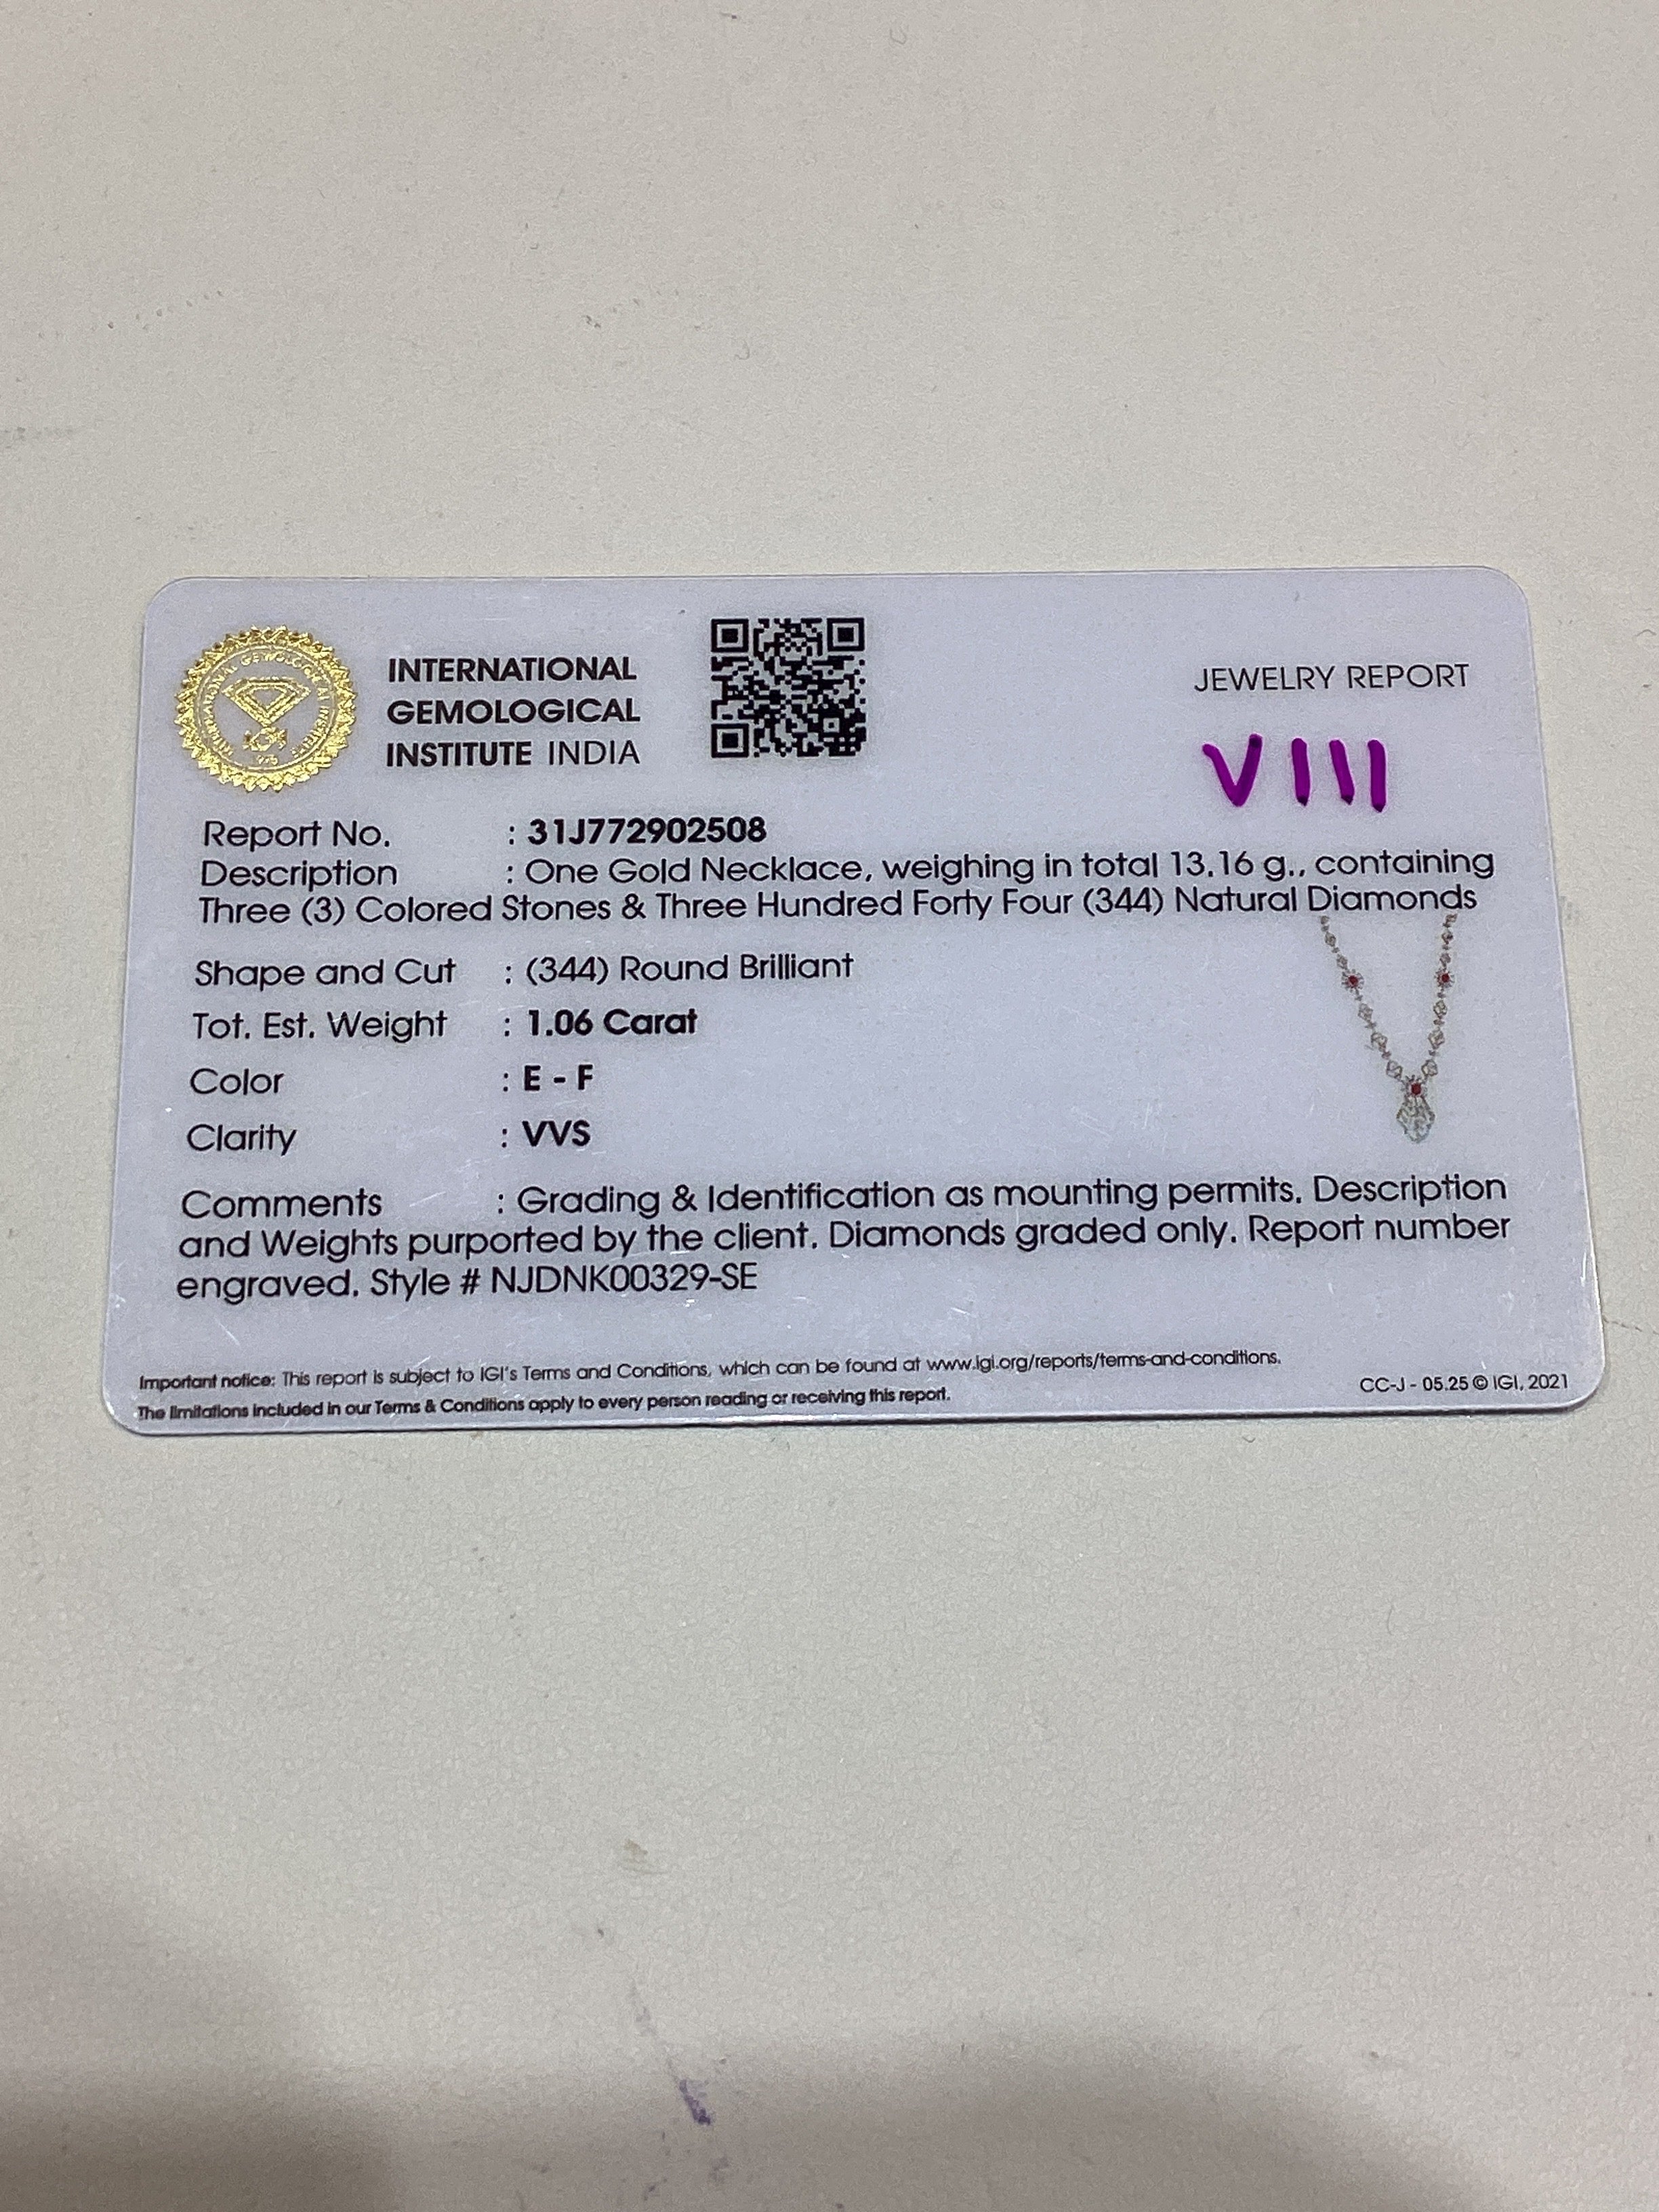 INTERNATIONAL
GEMOLOGICAL
INSTITUTE INDIA
JEWELRY REPORT
VIII
Report No. : 31J772902508
Description : One Gold Necklace, weighing in total 13.16 g., containing
Three (3) Colored Stones & Three Hundred Forty Four (344) Natural Diamonds
Shape and Cut : (344) Round Brilliant
Tot. Est. Weight : 1.06 Carat
Color : E - F
Clarity : VVS
Comments : Grading & Identification as mounting permits. Description
and Weights purported by the client. Diamonds graded only. Report number
engraved. Style # NJDNK00329-SE
Important notice: This report is subject to IGI's Terms and Conditions, which can be found at www.igi.org/reports/terms-and-conditions.
The limitations included in our Terms & Conditions apply to every person reading or receiving this report.
CC-J - 05.25 © IGI, 2021